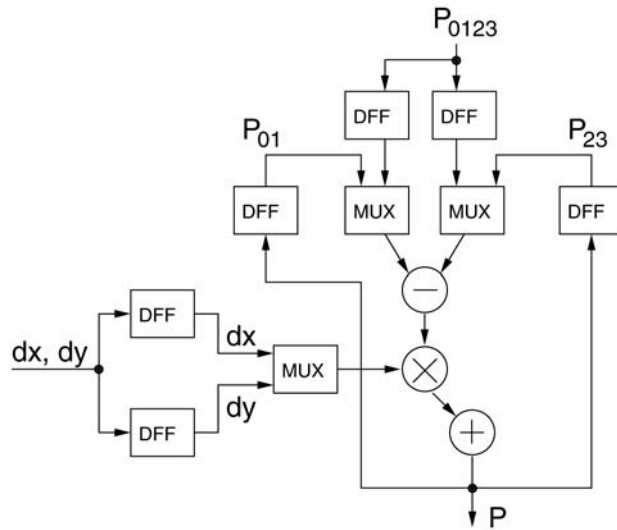 P0123
DFF
DFF
P01
P23
DFF
MUX
MUX
DFF
DFF
dx
dx, dy
MUX
dy
DFF
P